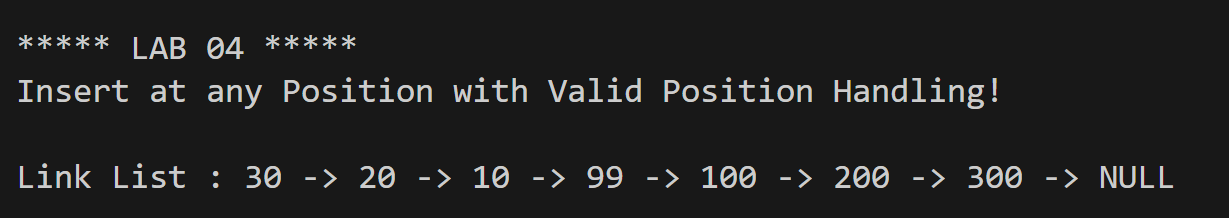 ***** LAB 04 *****
Insert at any Position with Valid Position Handling!
Link List : 30 -> 20 -> 10 -> 99 -> 100 -> 200 -> 300 -> NULL